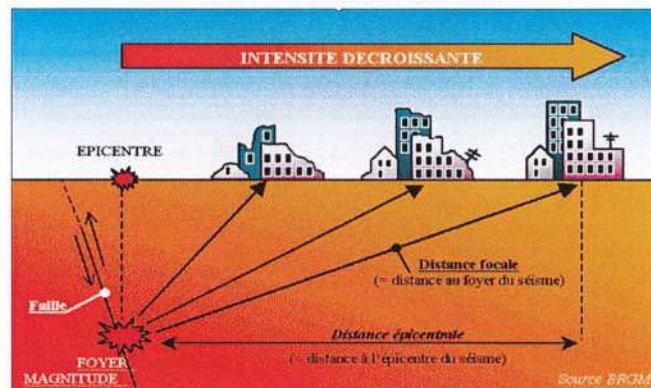 INTENSITE DECROISSANTE
EPICENTRE
Distance focale
(= distance au foyer du séisme)
Faille
Distance épicentrale
(= distance à l'épicentre du séisme)
FOYER
MAGNITUDE
Source BRGM